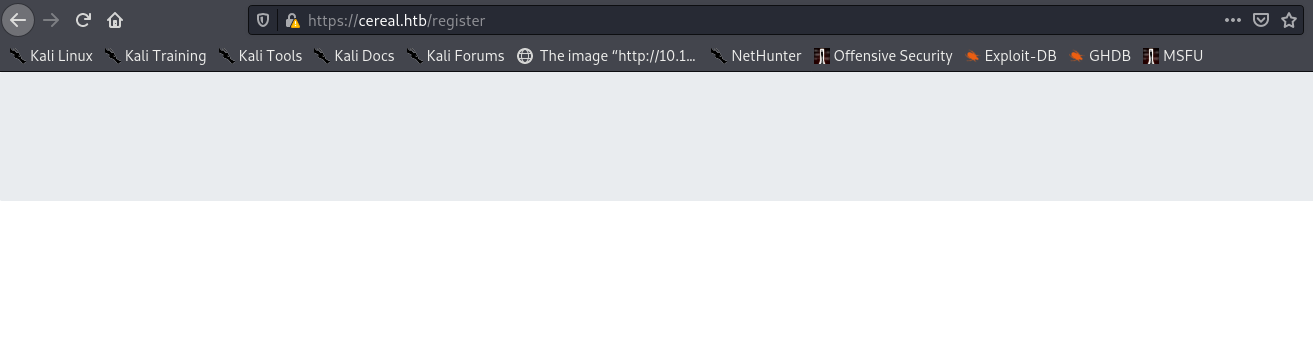 https://cereal.htb/register
Kali Linux Kali Training Kali Tools Kali Docs Kali Forums The image “http://10.1... NetHunter Offensive Security Exploit-DB GHDB MSFU